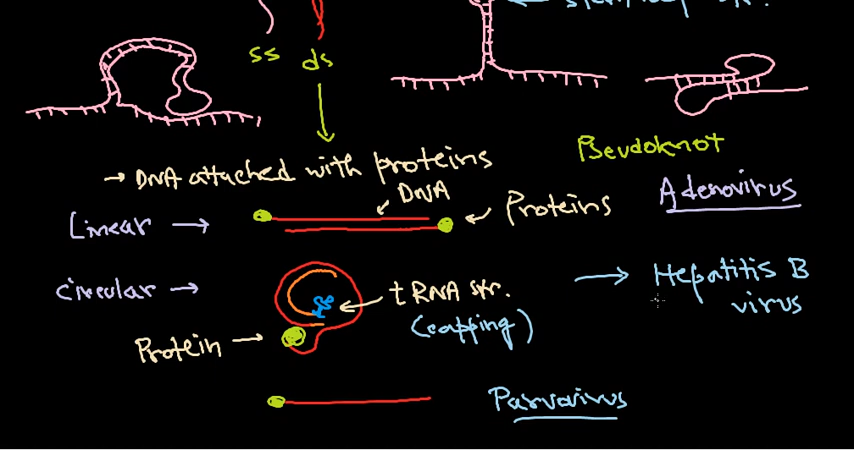 ss
ds
Pseudoknot
→ DNA attached with proteins
DNA
Adenovirus
Linear →
← Proteins
circular →
← tRNA str.
(capping)
→ Hepatitis B
virus
Protein →
Parvovirus